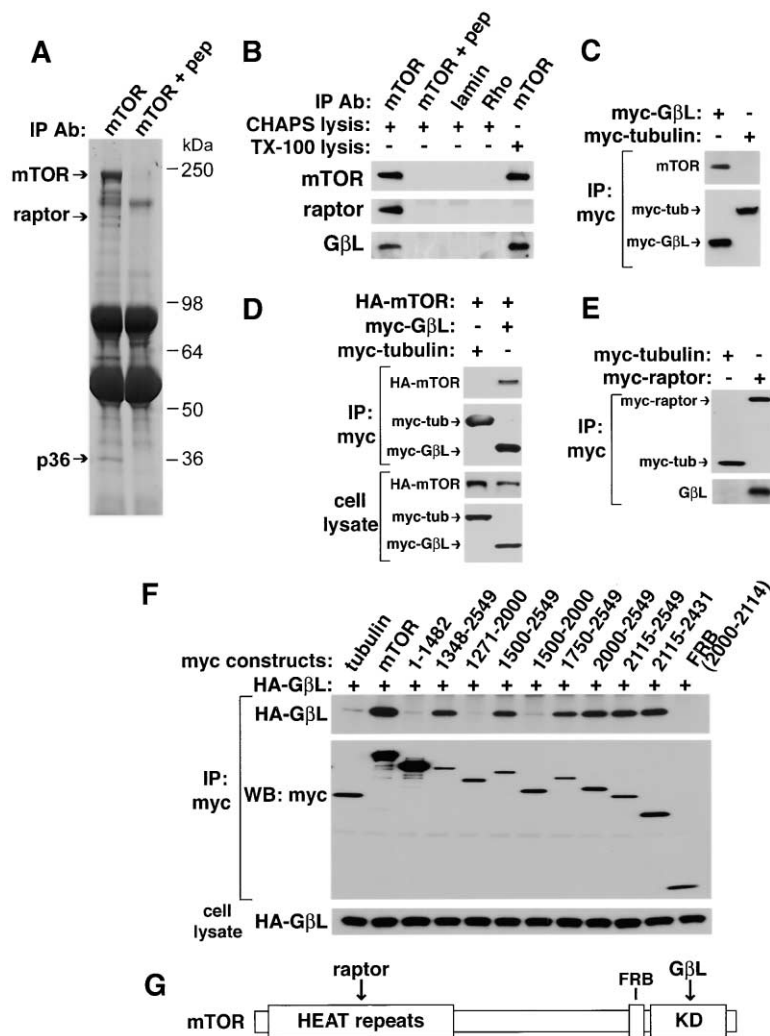 A
mTOR
mTOR + pep
IP Ab:
kDa
mTOR→
250
raptor→
98
64
50
p36→
36
B
IP Ab: mTOR mTOR + pep lamin Rho mTOR
CHAPS lysis: + + + + -
TX-100 lysis: - - - - +
mTOR
raptor
GβL
C
myc-GβL: + -
myc-tubulin: - +
mTOR
IP: myc
myc-tub→
myc-GβL→
D
HA-mTOR: + +
myc-GβL: - +
myc-tubulin: + -
HA-mTOR
IP: myc
myc-tub→
myc-GβL→
HA-mTOR
cell lysate
myc-tub→
myc-GβL→
E
myc-tubulin: + -
myc-raptor: - +
myc-raptor→
IP: myc
myc-tub→
GβL
F
myc constructs: tubulin mTOR 1-1482 1348-2549 1271-2000 1500-2549 1500-2000 1750-2549 2000-2549 2115-2549 2115-2431 FRB (2000-2114)
HA-GβL: + + + + + + + + + + + +
HA-GβL
IP: myc
WB: myc
cell lysate
HA-GβL
G
raptor
FRB
GβL
mTOR
HEAT repeats
KD